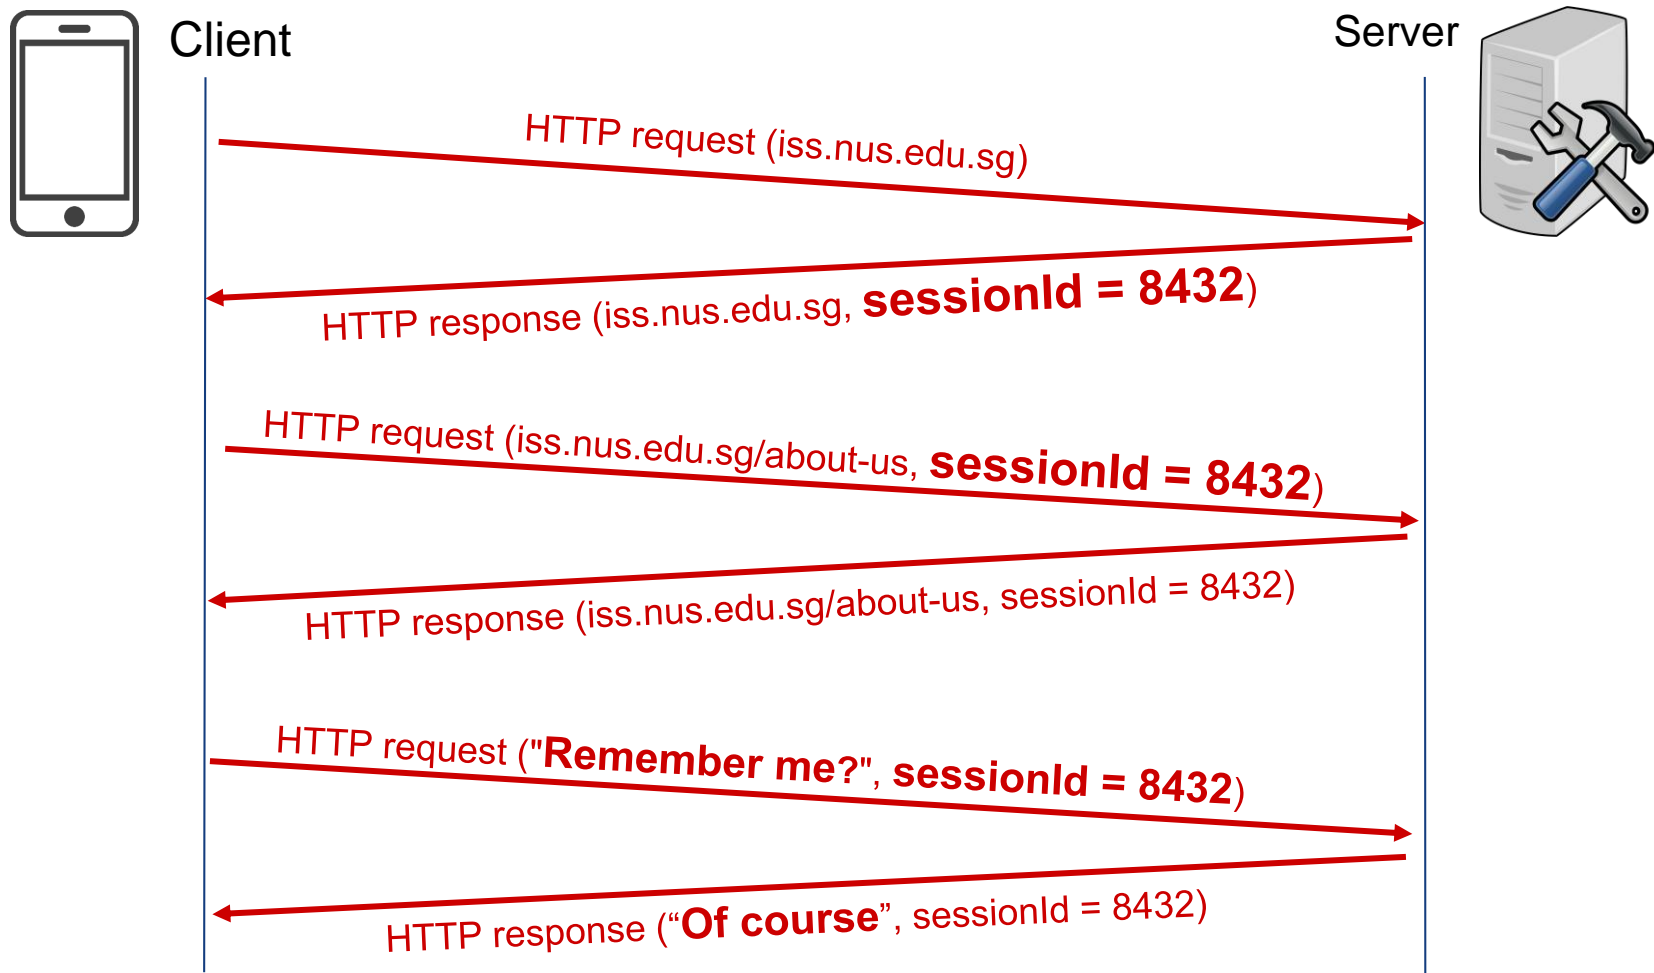 Client
Server
HTTP request (iss.nus.edu.sg)
HTTP response (iss.nus.edu.sg, sessionId = 8432)
HTTP request (iss.nus.edu.sg/about-us, sessionId = 8432)
HTTP response (iss.nus.edu.sg/about-us, sessionId = 8432)
HTTP request ("Remember me?", sessionId = 8432)
HTTP response (“Of course”, sessionId = 8432)